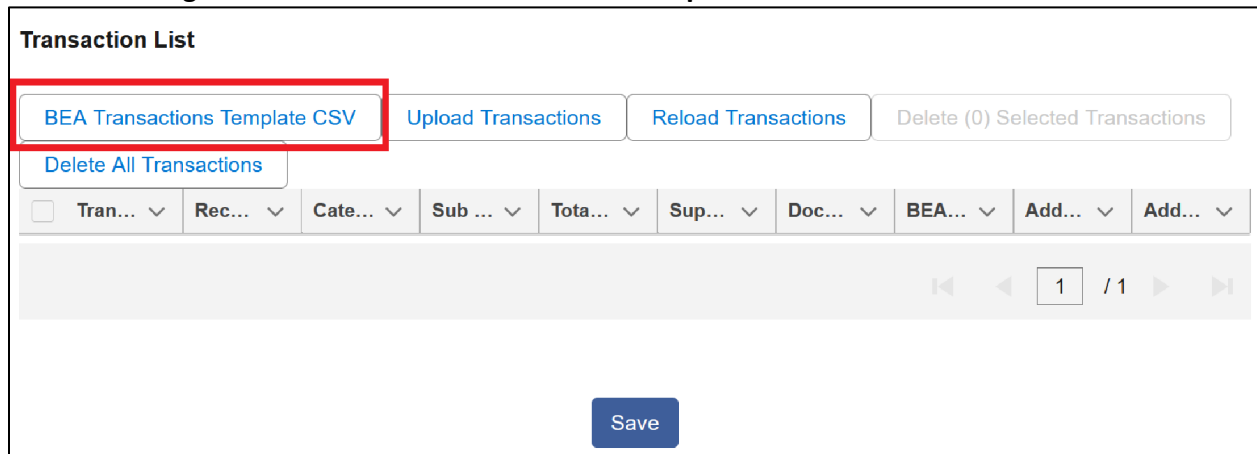 Transaction List
BEA Transactions Template CSV Upload Transactions Reload Transactions Delete (0) Selected Transactions
Delete All Transactions
Tran... Rec... Cate... Sub ... Tota... Sup... Doc... BEA... Add... Add...
1 / 1
Save